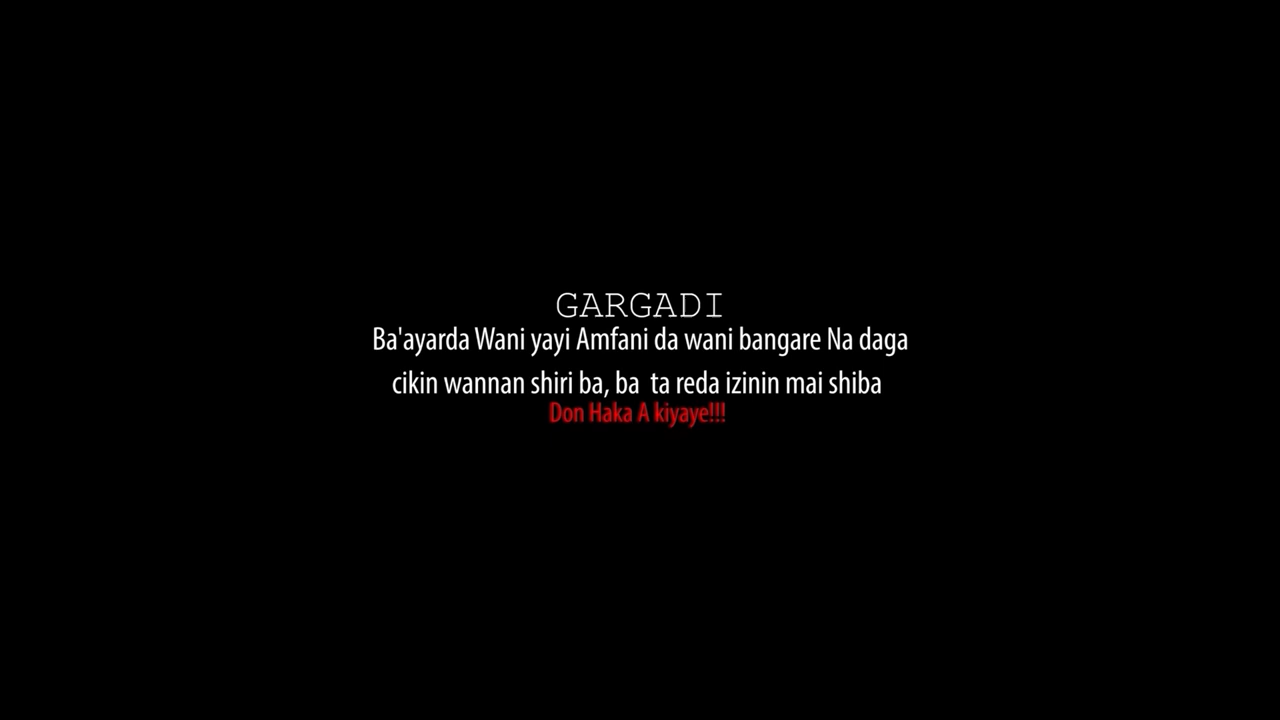 GARGADI
Ba'ayarda Wani yayi Amfani da wani bangare Na daga
cikin wannan shiri ba, ba  ta reda izinin mai shiba
Don Haka A kiyaye!!!